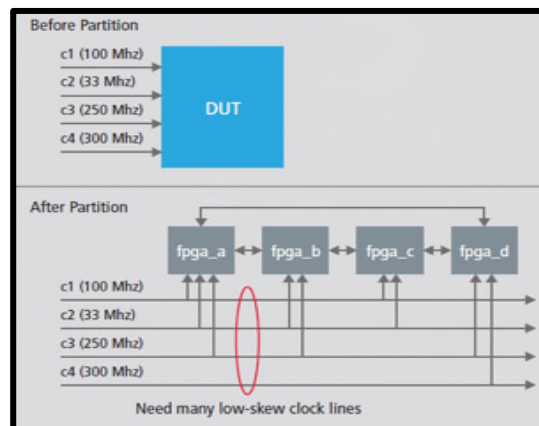 Before Partition
c1 (100 Mhz)
c2 (33 Mhz)
c3 (250 Mhz)
c4 (300 Mhz)
DUT
After Partition
fpga_a
fpga_b
fpga_c
fpga_d
c1 (100 Mhz)
c2 (33 Mhz)
c3 (250 Mhz)
c4 (300 Mhz)
Need many low-skew clock lines